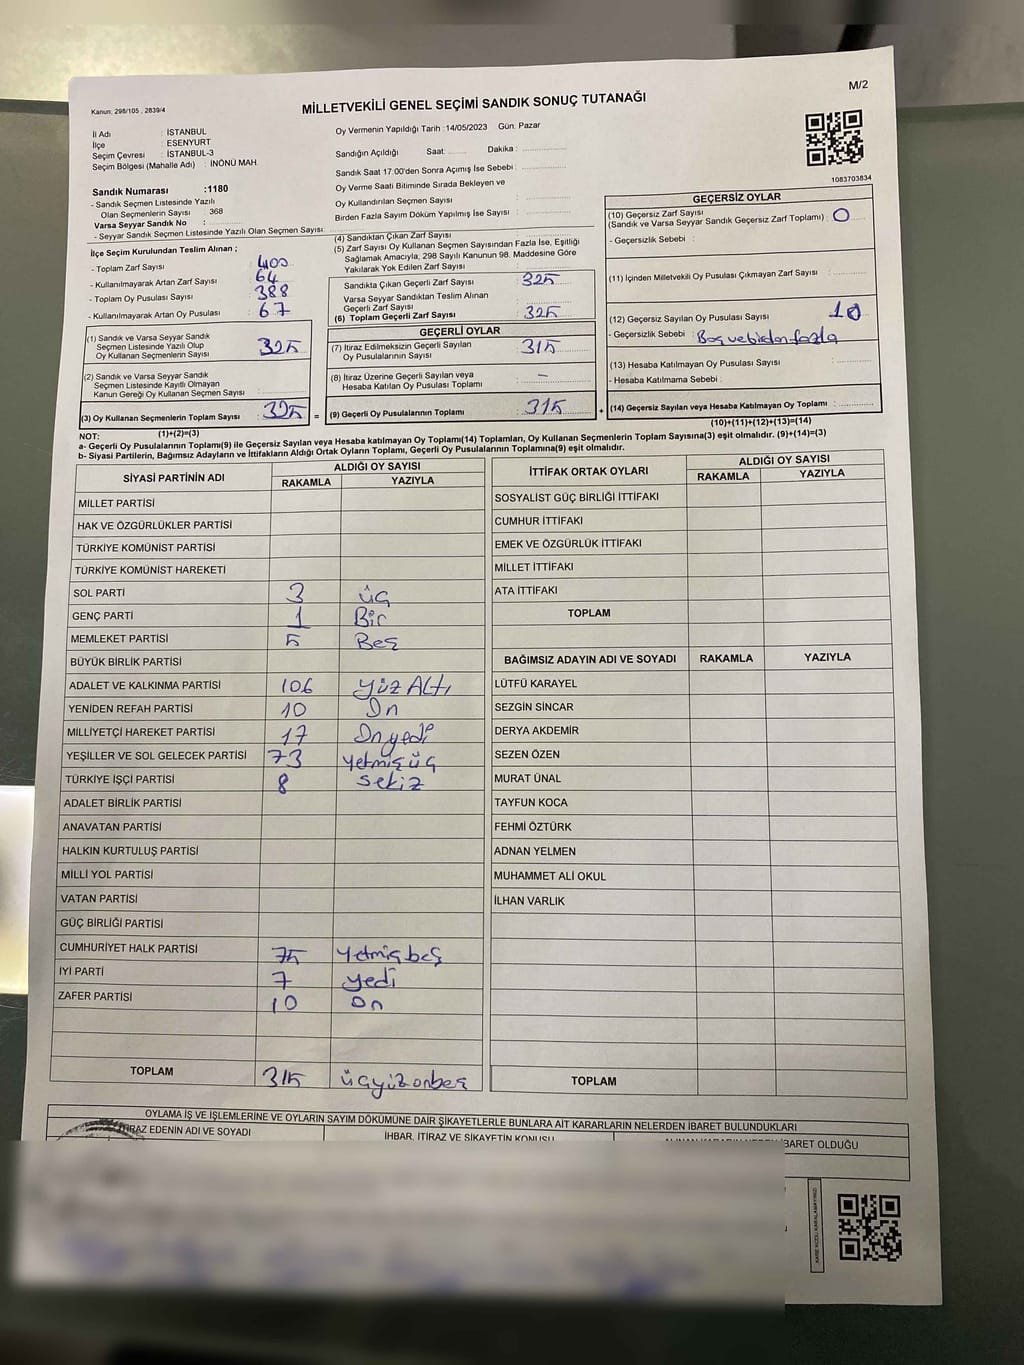 M/2
Kanun: 298/105 , 2839/4
MİLLETVEKİLİ GENEL SEÇİMİ SANDIK SONUÇ TUTANAĞI
İl Adı : İSTANBUL
İlçe : ESENYURT
Seçim Çevresi : İSTANBUL-3
Seçim Bölgesi (Mahalle Adı) : İNÖNÜ MAH.
Sandık Numarası :1180
- Sandık Seçmen Listesinde Yazılı
Olan Seçmenlerin Sayısı : 368
Varsa Seyyar Sandık No :
- Seyyar Sandık Seçmen Listesinde Yazılı Olan Seçmen Sayısı:
Oy Vermenin Yapıldığı Tarih :14/05/2023 Gün: Pazar
Sandığın Açıldığı Saat: Dakika :
Sandık Saat 17.00'den Sonra Açımış İse Sebebi :
Oy Verme Saati Bitiminde Sırada Bekleyen ve
Oy Kullandırılan Seçmen Sayısı :
Birden Fazla Sayım Döküm Yapılmış İse Sayısı :
1083703834
İlçe Seçim Kurulundan Teslim Alınan ;
- Toplam Zarf Sayısı : 400
- Kullanılmayarak Artan Zarf Sayısı : 64
- Toplam Oy Pusulası Sayısı : 388
- Kullanılmayarak Artan Oy Pusulası : 67
(1) Sandık ve Varsa Seyyar Sandık
Seçmen Listesinde Yazılı Olup
Oy Kullanan Seçmenlerin Sayısı : 325
(2) Sandık ve Varsa Seyyar Sandık
Seçmen Listesinde Kayıtlı Olmayan
Kanun Gereği Oy Kullanan Seçmen Sayısı :
(3) Oy Kullanan Seçmenlerin Toplam Sayısı : 325 =
(1)+(2)=(3)
(4) Sandıktan Çıkan Zarf Sayısı :
(5) Zarf Sayısı Oy Kullanan Seçmen Sayısından Fazla İse, Eşitliği
Sağlamak Amacıyla, 298 Sayılı Kanunun 98. Maddesine Göre
Yakılarak Yok Edilen Zarf Sayısı :
Sandıkta Çıkan Geçerli Zarf Sayısı : 325
Varsa Seyyar Sandıktan Teslim Alınan
Geçerli Zarf Sayısı :
(6) Toplam Geçerli Zarf Sayısı : 325
GEÇERLİ OYLAR
(7) İtiraz Edilmeksizin Geçerli Sayılan
Oy Pusulalarının Sayısı : 315
(8) İtiraz Üzerine Geçerli Sayılan veya
Hesaba Katılan Oy Pusulası Toplamı : -
(9) Geçerli Oy Pusulalarının Toplamı : 315 +
GEÇERSİZ OYLAR
(10) Geçersiz Zarf Sayısı
(Sandık ve Varsa Seyyar Sandık Geçersiz Zarf Toplamı) : 0
- Geçersizlik Sebebi :
(11) İçinden Milletvekili Oy Pusulası Çıkmayan Zarf Sayısı :
(12) Geçersiz Sayılan Oy Pusulası Sayısı : 10
- Geçersizlik Sebebi : Boş ve birden fazla
(13) Hesaba Katılmayan Oy Pusulası Sayısı :
- Hesaba Katılmama Sebebi :
(14) Geçersiz Sayılan veya Hesaba Katılmayan Oy Toplamı :
(10)+(11)+(12)+(13)=(14)
NOT:
a- Geçerli Oy Pusulalarının Toplamı(9) ile Geçersiz Sayılan veya Hesaba katılmayan Oy Toplamı(14) Toplamları, Oy Kullanan Seçmenlerin Toplam Sayısına(3) eşit olmalıdır. (9)+(14)=(3)
b- Siyasi Partilerin, Bağımsız Adayların ve İttifakların Aldığı Ortak Oyların Toplamı, Geçerli Oy Pusulalarının Toplamına(9) eşit olmalıdır.
SİYASİ PARTİNİN ADI ALDIĞI OY SAYISI
RAKAMLA YAZIYLA
MİLLET PARTİSİ
HAK VE ÖZGÜRLÜKLER PARTİSİ
TÜRKİYE KOMÜNİST PARTİSİ
TÜRKİYE KOMÜNİST HAREKETİ
SOL PARTİ 3 üç
GENÇ PARTİ 1 Bir
MEMLEKET PARTİSİ 5 Beş
BÜYÜK BİRLİK PARTİSİ
ADALET VE KALKINMA PARTİSİ 106 yüz Altı
YENİDEN REFAH PARTİSİ 10 On
MİLLİYETÇİ HAREKET PARTİSİ 17 Onyedi
YEŞİLLER VE SOL GELECEK PARTİSİ 73 yetmişüç
TÜRKİYE İŞÇİ PARTİSİ 8 sekiz
ADALET BİRLİK PARTİSİ
ANAVATAN PARTİSİ
HALKIN KURTULUŞ PARTİSİ
MİLLİ YOL PARTİSİ
VATAN PARTİSİ
GÜÇ BİRLİĞİ PARTİSİ
CUMHURİYET HALK PARTİSİ 75 yetmişbeş
İYİ PARTİ 7 yedi
ZAFER PARTİSİ 10 on
TOPLAM 315 üçyüzonbeş
İTTİFAK ORTAK OYLARI ALDIĞI OY SAYISI
RAKAMLA YAZIYLA
SOSYALİST GÜÇ BİRLİĞİ İTTİFAKI
CUMHUR İTTİFAKI
EMEK VE ÖZGÜRLÜK İTTİFAKI
MİLLET İTTİFAKI
ATA İTTİFAKI
TOPLAM
BAĞIMSIZ ADAYIN ADI VE SOYADI RAKAMLA YAZIYLA
LÜTFÜ KARAYEL
SEZGİN SİNCAR
DERYA AKDEMİR
SEZEN ÖZEN
MURAT ÜNAL
TAYFUN KOCA
FEHMİ ÖZTÜRK
ADNAN YELMEN
MUHAMMET ALİ OKUL
İLHAN VARLIK
TOPLAM
OYLAMA İŞ VE İŞLEMLERİNE VE OYLARIN SAYIM DÖKÜMÜNE DAİR ŞİKAYETLERLE BUNLARA AİT KARARLARIN NELERDEN İBARET BULUNDUKLARI
EDENİN ADI VE SOYADI İHBAR, İTİRAZ VE ŞİKAYETİN KONUSU İBARET OLDUĞU